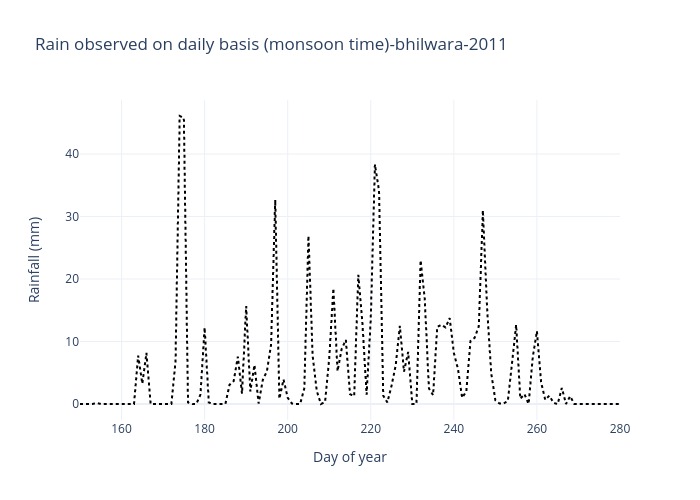 Rain observed on daily basis (monsoon time)-bhilwara-2011
Rainfall (mm)
40
30
20
10
0
160 180 200 220 240 260 280
Day of year